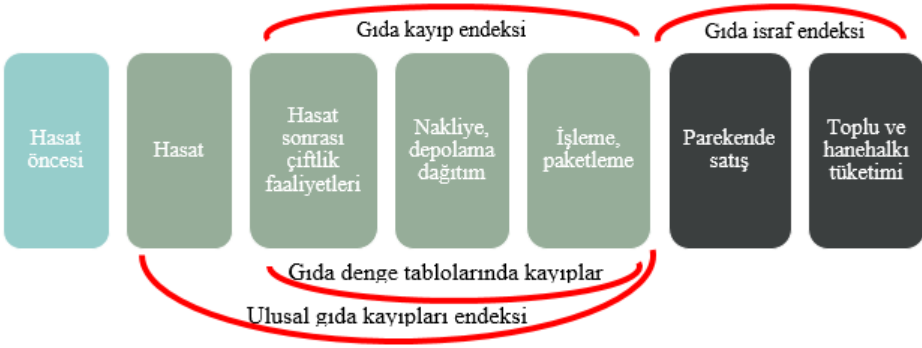 Gıda kayıp endeksi
Gıda israf endeksi
Hasat
öncesi
Hasat
Hasat
sonrası
çiftlik
faaliyetleri
Nakliye,
depolama
dağıtım
İşleme,
paketleme
Parekende
satış
Toplu ve
hanehalkı
tüketimi
Gıda denge tablolarında kayıplar
Ulusal gıda kayıpları endeksi